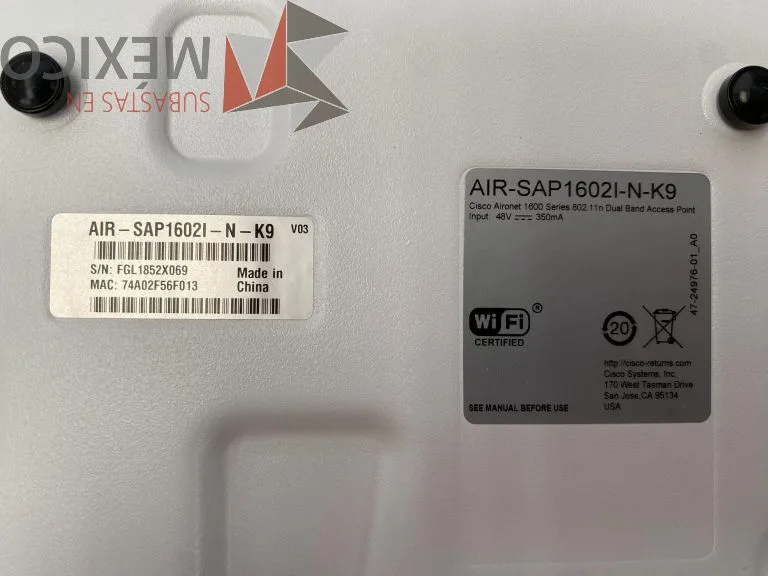 SUBASTAS EN
MÉXICO
AIR-SAP1602I-N-K9 V03
S/N: FGL1852X069
MAC: 74A02F56F013
Made in
China
AIR-SAP1602I-N-K9
Cisco Aironet 1600 Series 802.11n Dual Band Access Point
Input: 48V 350mA
47-24976-01_A0
Wi Fi ®
CERTIFIED
20
http://cisco-returns.com
Cisco Systems, Inc.
170 West Tasman Drive
San Jose,CA 95134
USA
SEE MANUAL BEFORE USE